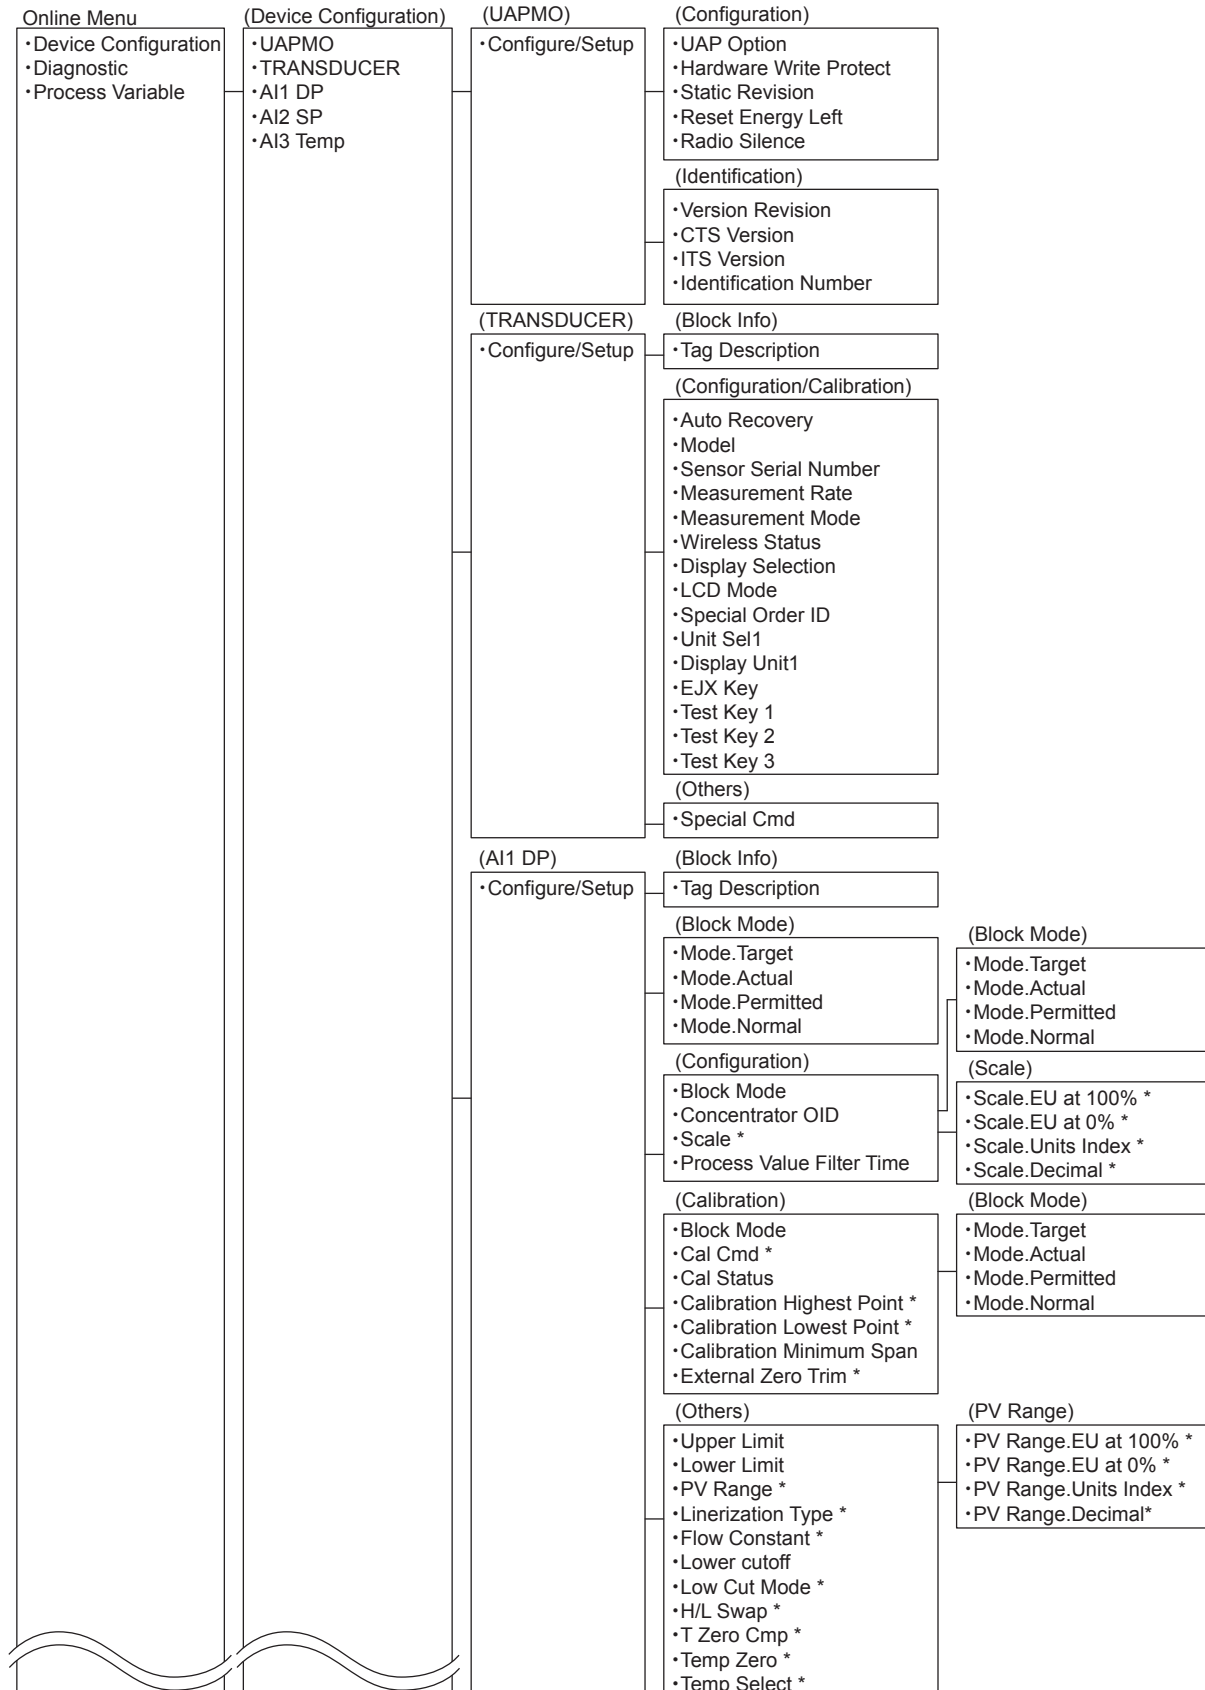 Online Menu
・Device Configuration
・Diagnostic
・Process Variable
(Device Configuration)
・UAPMO
・TRANSDUCER
・AI1 DP
・AI2 SP
・AI3 Temp
(UAPMO)
・Configure/Setup
(Configuration)
・UAP Option
・Hardware Write Protect
・Static Revision
・Reset Energy Left
・Radio Silence
(Identification)
・Version Revision
・CTS Version
・ITS Version
・Identification Number
(TRANSDUCER)
・Configure/Setup
(Block Info)
・Tag Description
(Configuration/Calibration)
・Auto Recovery
・Model
・Sensor Serial Number
・Measurement Rate
・Measurement Mode
・Wireless Status
・Display Selection
・LCD Mode
・Special Order ID
・Unit Sel1
・Display Unit1
・EJX Key
・Test Key 1
・Test Key 2
・Test Key 3
(Others)
・Special Cmd
(AI1 DP)
・Configure/Setup
(Block Info)
・Tag Description
(Block Mode)
・Mode.Target
・Mode.Actual
・Mode.Permitted
・Mode.Normal
(Configuration)
・Block Mode
・Concentrator OID
・Scale *
・Process Value Filter Time
(Block Mode)
・Mode.Target
・Mode.Actual
・Mode.Permitted
・Mode.Normal
(Scale)
・Scale.EU at 100% *
・Scale.EU at 0% *
・Scale.Units Index *
・Scale.Decimal *
(Calibration)
・Block Mode
・Cal Cmd *
・Cal Status
・Calibration Highest Point *
・Calibration Lowest Point *
・Calibration Minimum Span
・External Zero Trim *
(Block Mode)
・Mode.Target
・Mode.Actual
・Mode.Permitted
・Mode.Normal
(Others)
・Upper Limit
・Lower Limit
・PV Range *
・Linerization Type *
・Flow Constant *
・Lower cutoff
・Low Cut Mode *
・H/L Swap *
・T Zero Cmp *
・Temp Zero *
・Temp Select *
(PV Range)
・PV Range.EU at 100% *
・PV Range.EU at 0% *
・PV Range.Units Index *
・PV Range.Decimal*